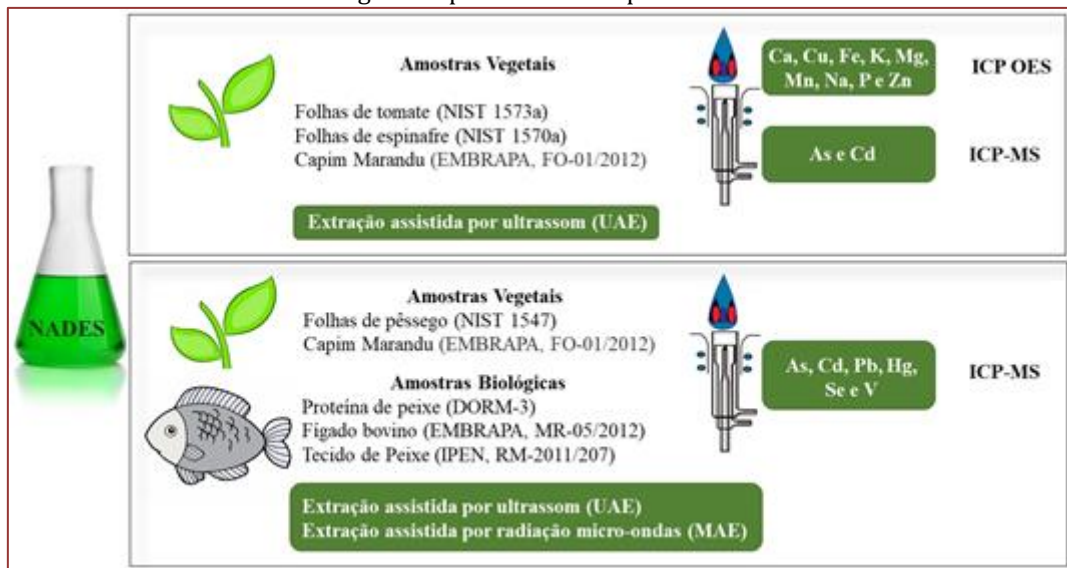 Amostras Vegetais
Folhas de tomate (NIST 1573a)
Folhas de espinafre (NIST 1570a)
Capim Marandu (EMBRAPA, FO-01/2012)
Extração assistida por ultrassom (UAE)
Ca, Cu, Fe, K, Mg,
Mn, Na, P e Zn
ICP OES
As e Cd
ICP-MS
NADES
Amostras Vegetais
Folhas de pêssego (NIST 1547)
Capim Marandu (EMBRAPA, FO-01/2012)
Amostras Biológicas
Proteína de peixe (DORM-3)
Fígado bovino (EMBRAPA, MR-05/2012)
Tecido de Peixe (IPEN, RM-2011/207)
Extração assistida por ultrassom (UAE)
Extração assistida por radiação micro-ondas (MAE)
As, Cd, Pb, Hg,
Se e V
ICP-MS